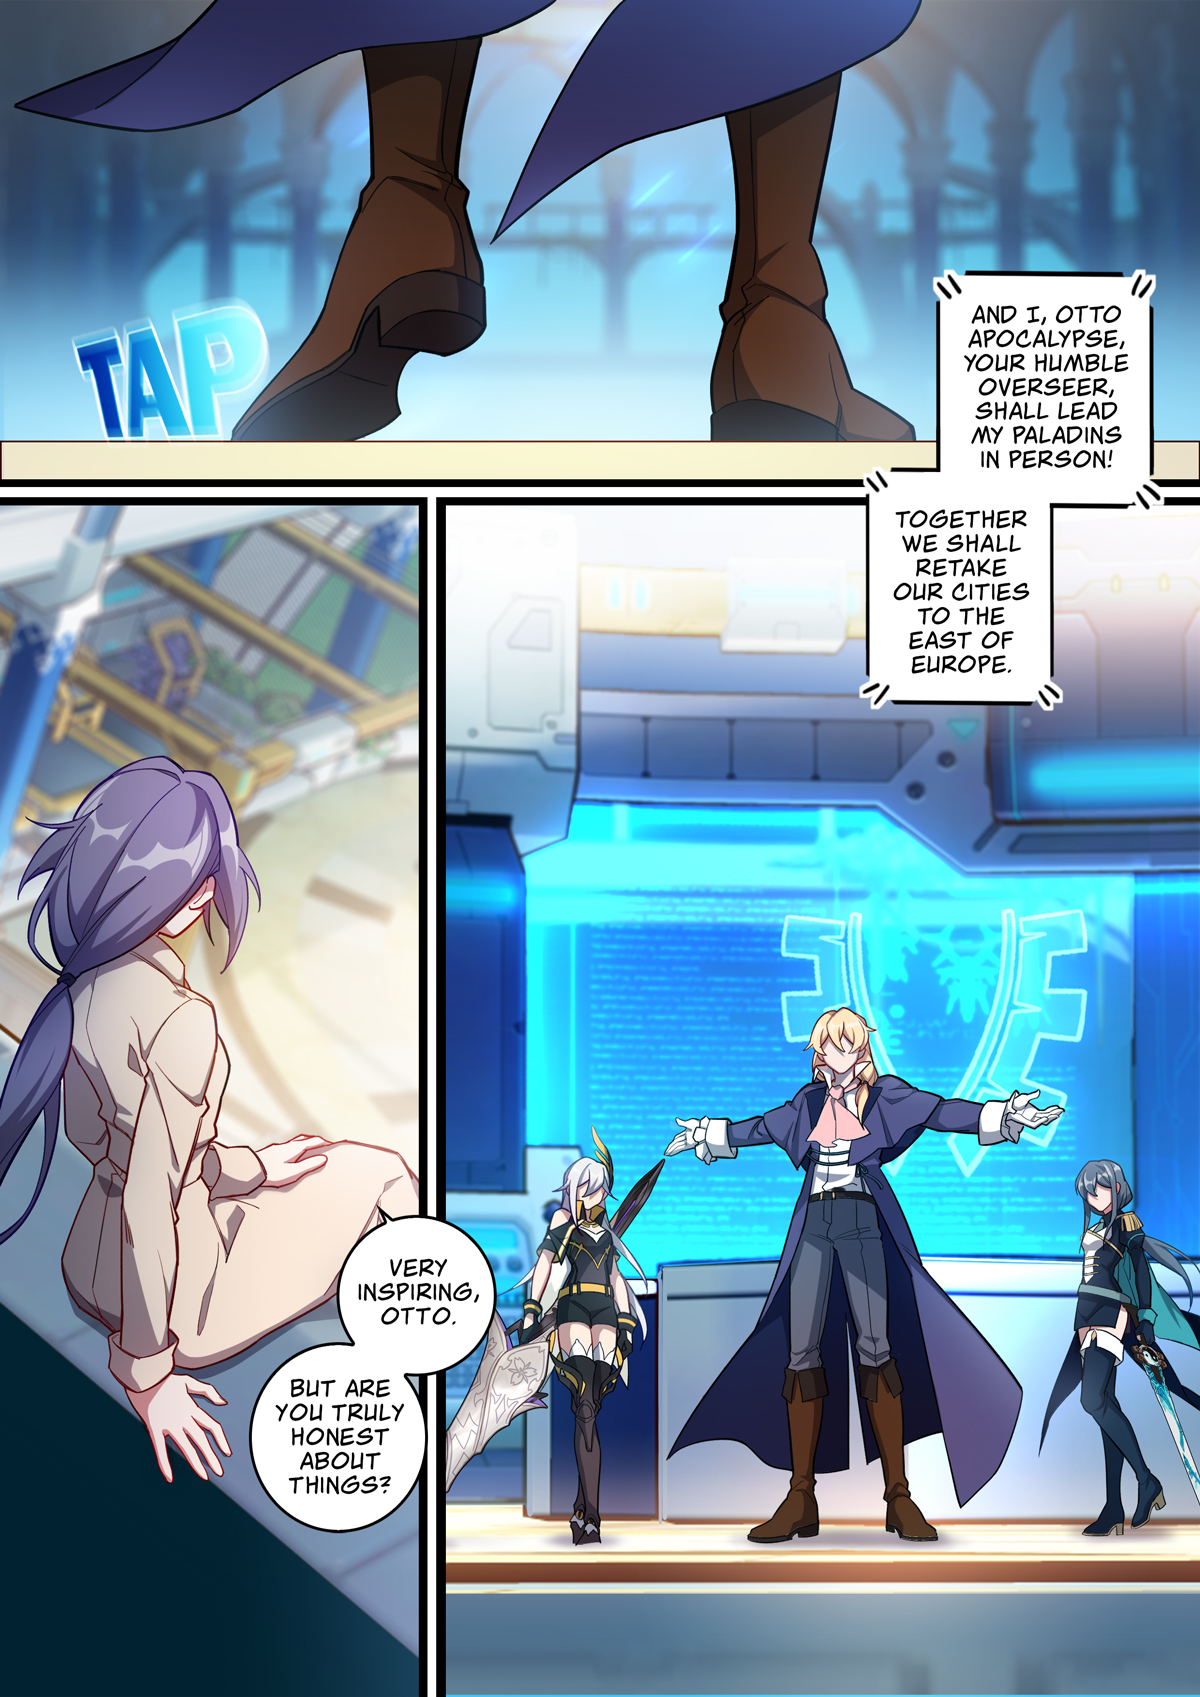 TAP
AND I, OTTO
APOCALYPSE,
YOUR HUMBLE
OVERSEER,
SHALL LEAD
MY PALADINS
IN PERSON!
TOGETHER
WE SHALL
RETAKE
OUR CITIES
TO THE
EAST OF
EUROPE.
VERY
INSPIRING,
OTTO.
BUT ARE
YOU TRULY
HONEST
ABOUT
THINGS?